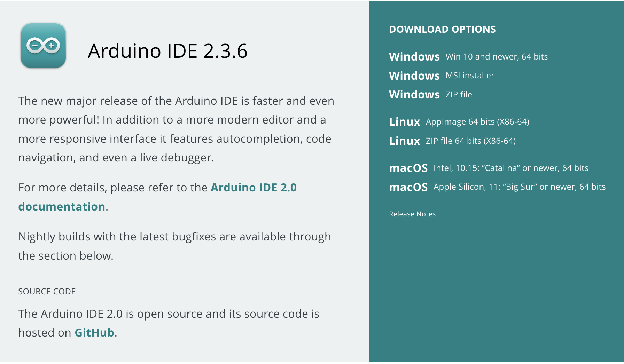 Arduino IDE 2.3.6
The new major release of the Arduino IDE is faster and even
more powerful! In addition to a more modern editor and a
more responsive interface it features autocompletion, code
navigation, and even a live debugger.
For more details, please refer to the Arduino IDE 2.0
documentation.
Nightly builds with the latest bugfixes are available through
the section below.
SOURCE CODE
The Arduino IDE 2.0 is open source and its source code is
hosted on GitHub.
DOWNLOAD OPTIONS
Windows Win 10 and newer, 64 bits
Windows MSI installer
Windows ZIP file
Linux AppImage 64 bits (X86-64)
Linux ZIP file 64 bits (X86-64)
macOS Intel, 10.15: "Catalina" or newer, 64 bits
macOS Apple Silicon, 11: "Big Sur" or newer, 64 bits
Release Notes